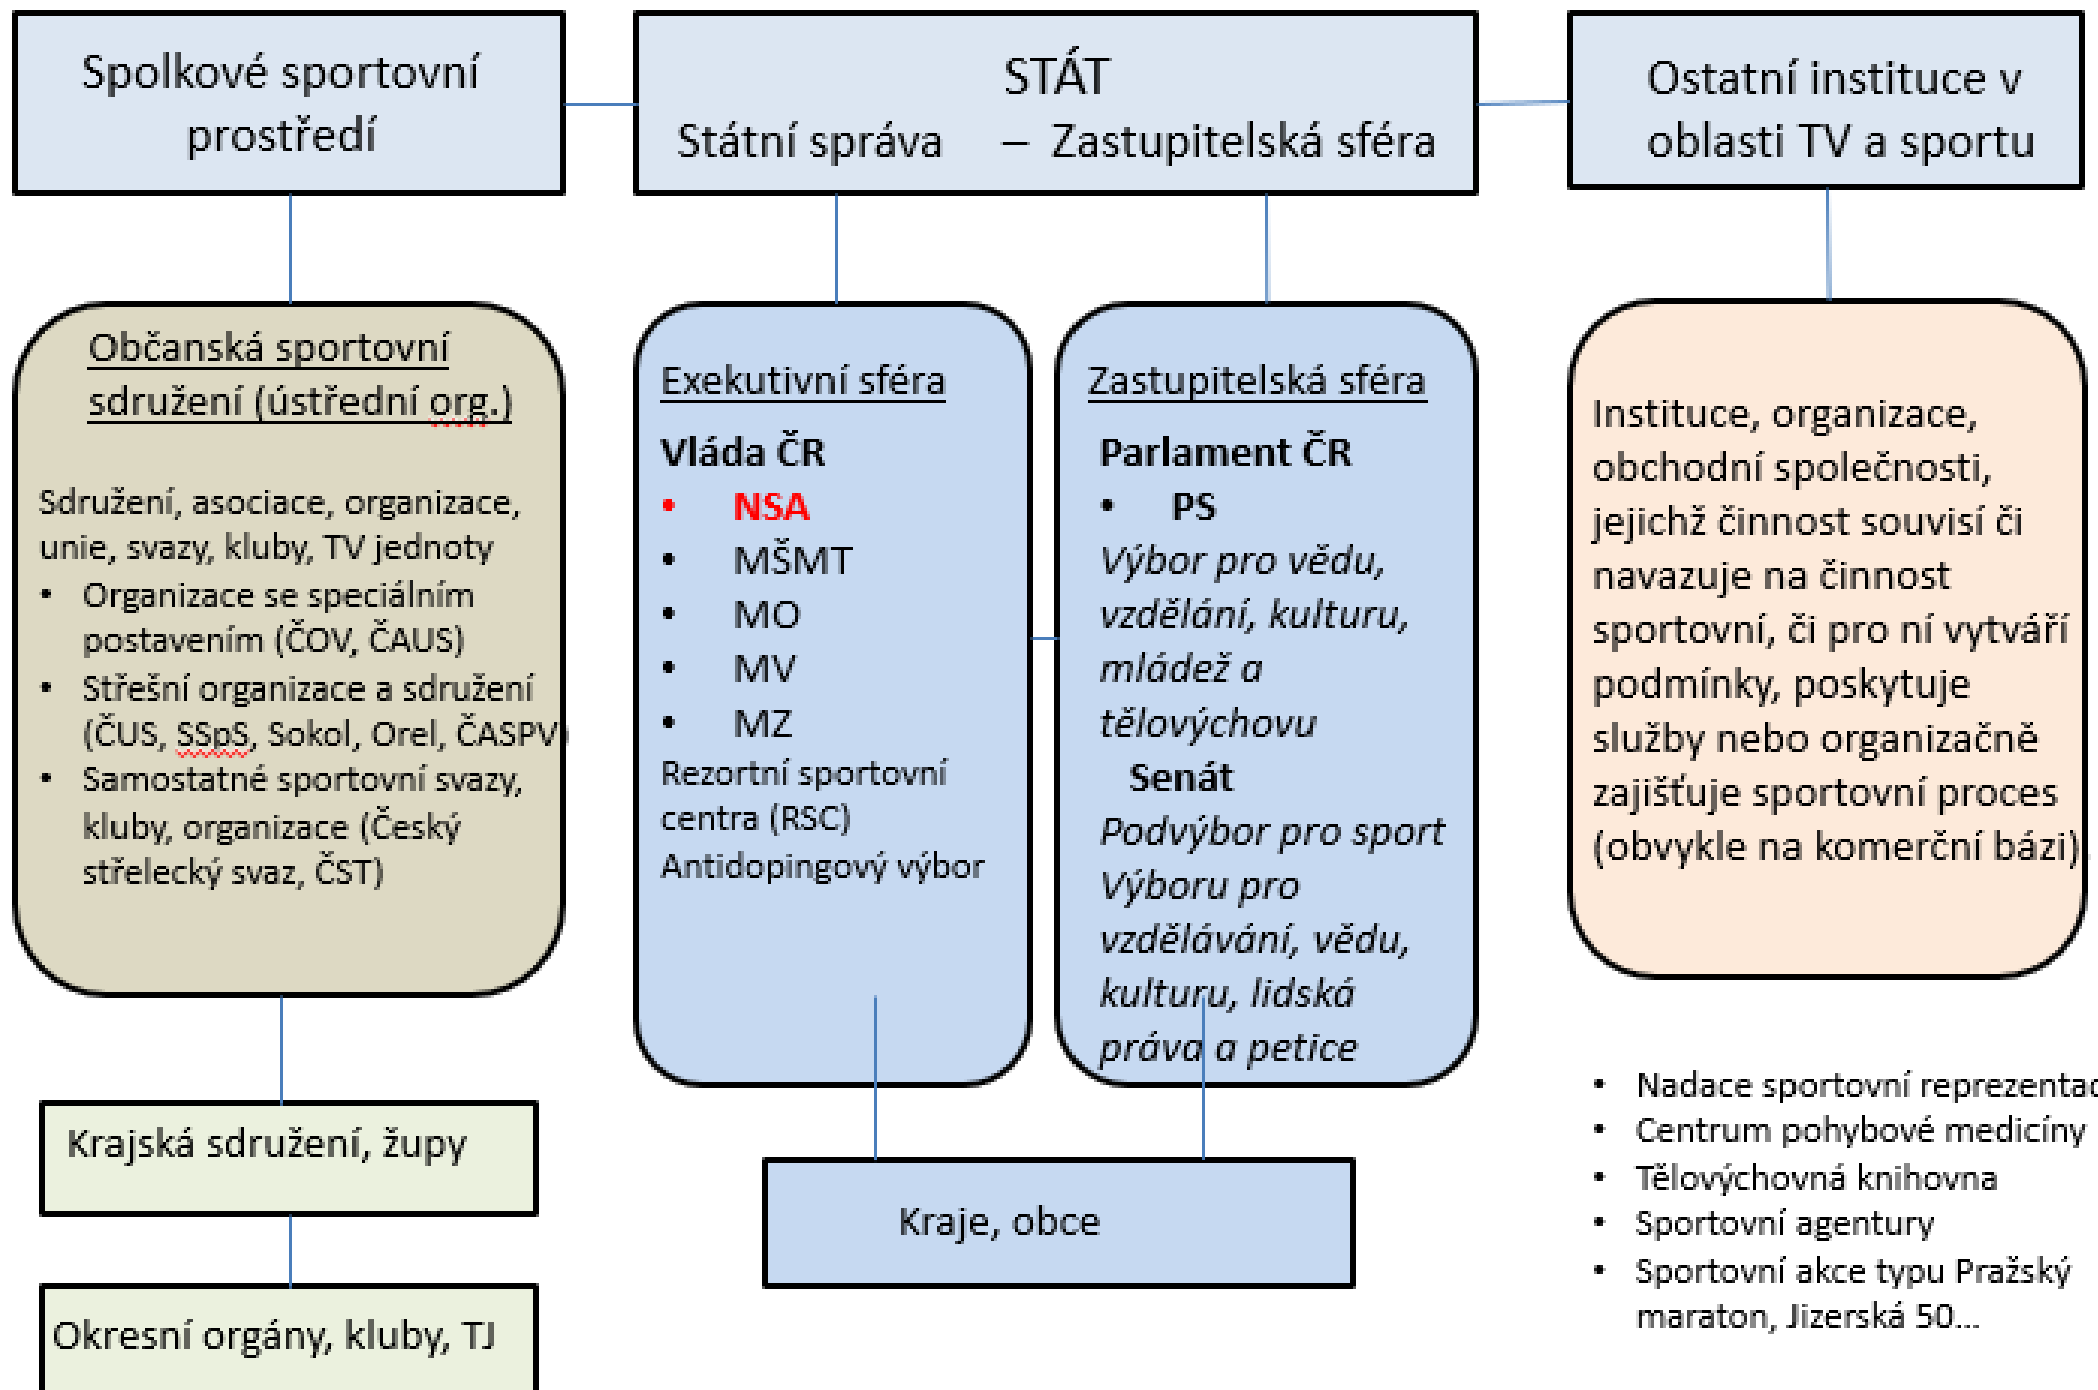 Spolkové sportovní
prostředí
STÁT
Státní správa – Zastupitelská sféra
Ostatní instituce v
oblasti TV a sportu
Občanská sportovní
sdružení (ústřední org.)
Sdružení, asociace, organizace,
unie, svazy, kluby, TV jednoty
• Organizace se speciálním
postavením (ČOV, ČAUS)
• Střešní organizace a sdružení
(ČUS, SSpS, Sokol, Orel, ČASPV)
• Samostatné sportovní svazy,
kluby, organizace (Český
střelecký svaz, ČST)
Krajská sdružení, župy
Okresní orgány, kluby, TJ
Exekutivní sféra
Vláda ČR
• NSA
• MŠMT
• MO
• MV
• MZ
Rezortní sportovní
centra (RSC)
Antidopingový výbor
Zastupitelská sféra
Parlament ČR
• PS
Výbor pro vědu,
vzdělání, kulturu,
mládež a
tělovýchovu
Senát
Podvýbor pro sport
Výboru pro
vzdělávání, vědu,
kulturu, lidská
práva a petice
Kraje, obce
Instituce, organizace,
obchodní společnosti,
jejichž činnost souvisí či
navazuje na činnost
sportovní, či pro ní vytváří
podmínky, poskytuje
služby nebo organizačně
zajišťuje sportovní proces
(obvykle na komerční bázi)
• Nadace sportovní reprezentac
• Centrum pohybové medicíny
• Tělovýchovná knihovna
• Sportovní agentury
• Sportovní akce typu Pražský
maraton, Jizerská 50...